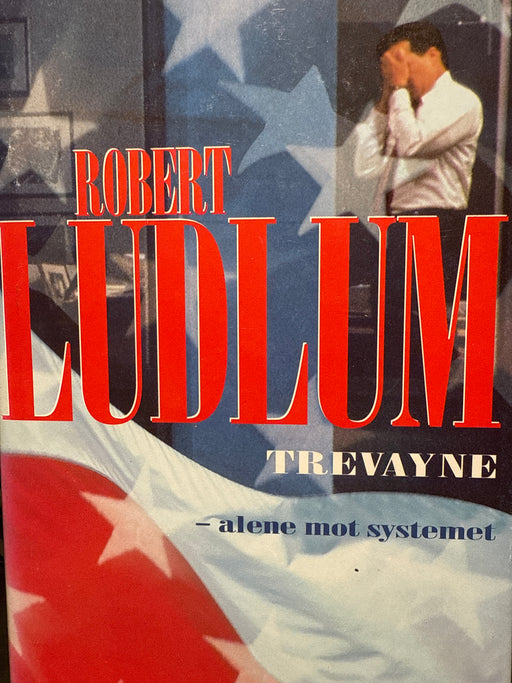 ROBERT
LUDLUM
TREVAYNE
– alene mot systemet